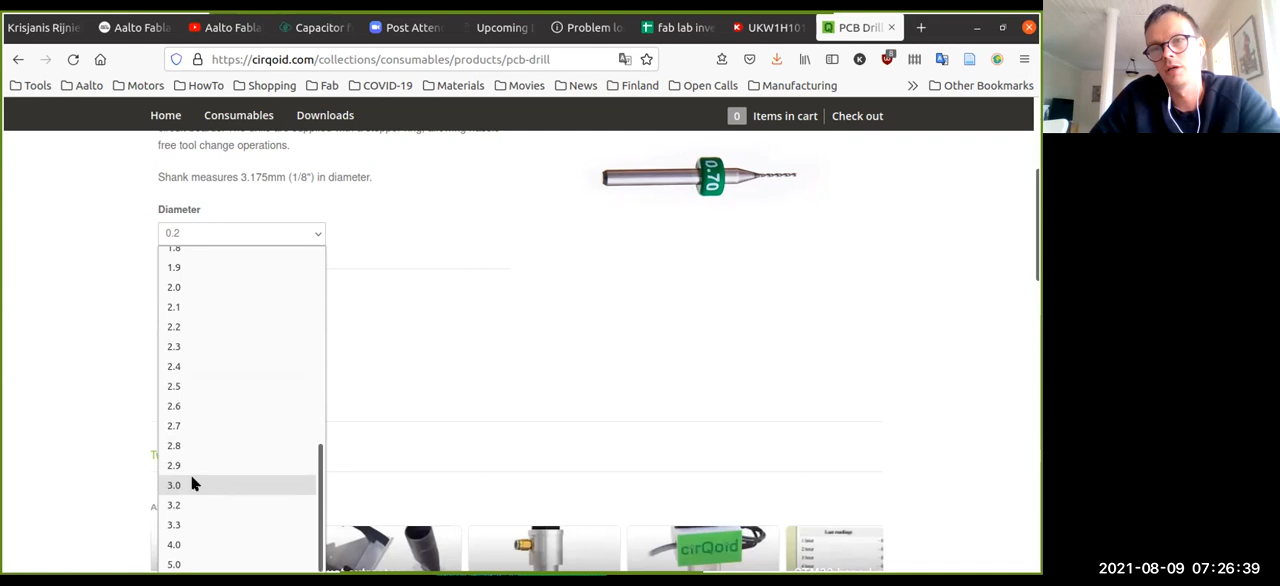 Krisjanis Rijnie
Aalto Fabla
Aalto Fabla
Capacitor f
Post Atten
Upcoming
Problem lo
fab lab inve
UKW1H101
PCB Dril
https://cirqoid.com/collections/consumables/products/pcb-drill
Tools
Aalto
Motors
HowTo
Shopping
Fab
COVID-19
Materials
Movies
News
Finland
Open Calls
Manufacturing
Other Bookmarks
Home
Consumables
Downloads
0
Items in cart
Check out
free tool change operations.
Shank measures 3.175mm (1/8") in diameter.
0.70
Diameter
0.2
1.8
1.9
2.0
2.1
2.2
2.3
2.4
2.5
2.6
2.7
2.8
2.9
3.0
3.2
3.3
4.0
5.0
cirQoid
2021-08-09 07:26:39